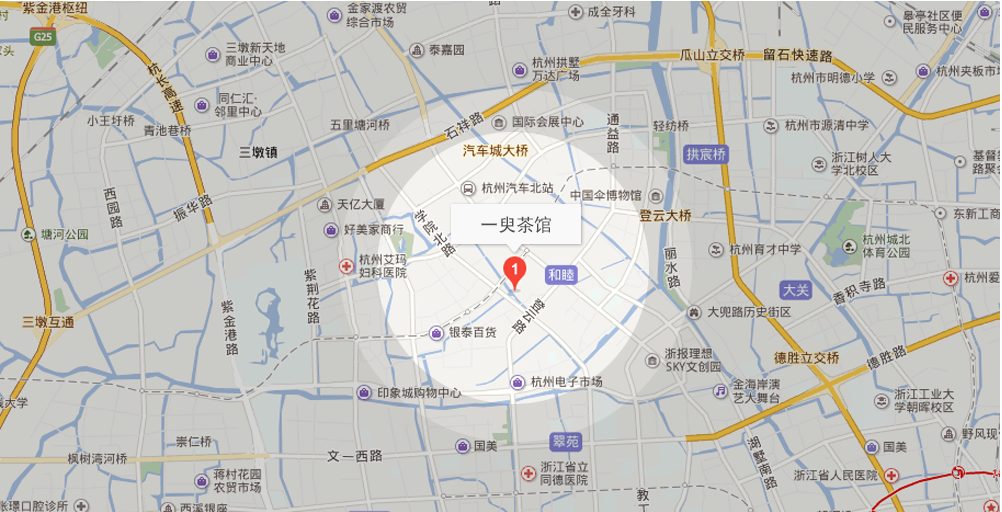 紫金港枢纽
G25
家头
金家渡农贸
综合市场
成全牙科
皋亭社区便
民服务中心
三墩新天地
商业中心
泰嘉园
瓜山立交桥
留石快速路
杭州拱墅
万达广场
杭州市明德小学
杭州夹板市
杭长高速
同仁汇·
邻里中心
小王圩桥
青池巷桥
五里塘河桥
石祥路
国际会展中心
通益路
轻纺桥
杭州市源清中学
三墩镇
汽车城大桥
拱宸桥
浙江树人大
学北校区
基督
路聚会
西园路
振华路
杭州汽车北站
中国伞博物馆
天亿大厦
学院北路
一臾茶馆
登云大桥
东新工商
塘河公园
好美家商行
杭州育才中学
杭州城北
体育公园
杭州艾玛
妇科医院
1
和睦
丽水路
杭州爱
紫荆花路
大关
香积寺路
三墩互通
紫金港路
登云路
大兜路历史街区
银泰百货
浙报理想
SKY文创园
德胜立交桥
德胜路
印象城购物中心
杭州电子市场
金海岸演
艺大舞台
浙江工业大
学朝晖校区
大学
崇仁桥
国美
翠苑
国美
野风现
枫树湾河桥
文一西路
湖墅南路
蒋村花园
农贸市场
浙江省立
同德医院
浙江省人民医院
张璟口腔诊所
西溪银座
教工